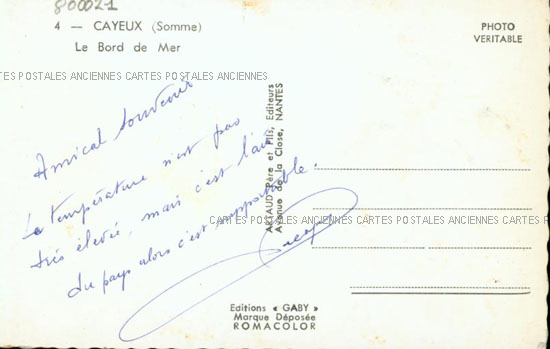 800021
4 — CAYEUX (Somme)
Le Bord de Mer
PHOTO
VERITABLE
CARTES POSTALES ANCIENNES CARTES POSTALES ANCIENNES
Amical souvenir
La température n'est pas
très élevée, mais c'est l'air
du pays alors c'est supportable.
ARTAUD Père et Fils, Editeurs
Avenue de la Close, NANTES
CARTES POSTALES ANCIENNES CARTES POSTALES ANCIENNES
Editions « GABY »
Marque Déposée
ROMACOLOR